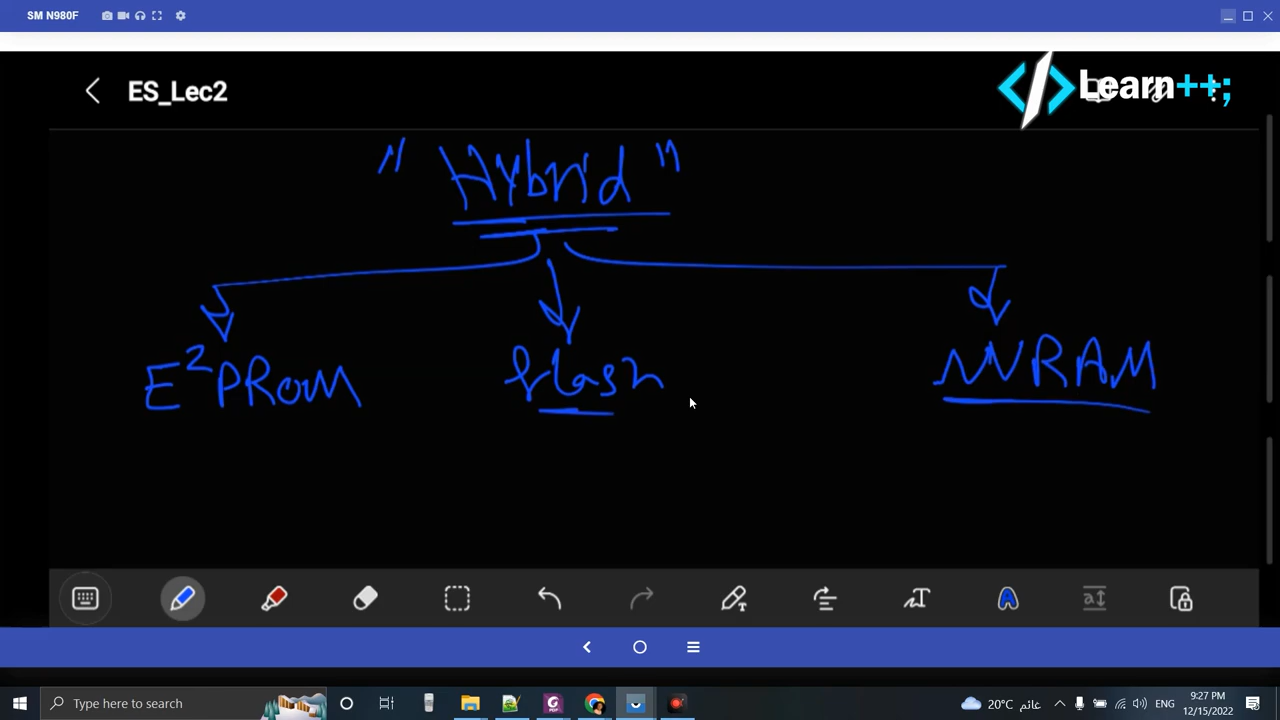 SM N980F
ES_Lec2
</> Learn++;
" Hybrid "
E²PROM
flash
NVRAM
Type here to search
20°C غائم
ENG
9:27 PM
12/15/2022